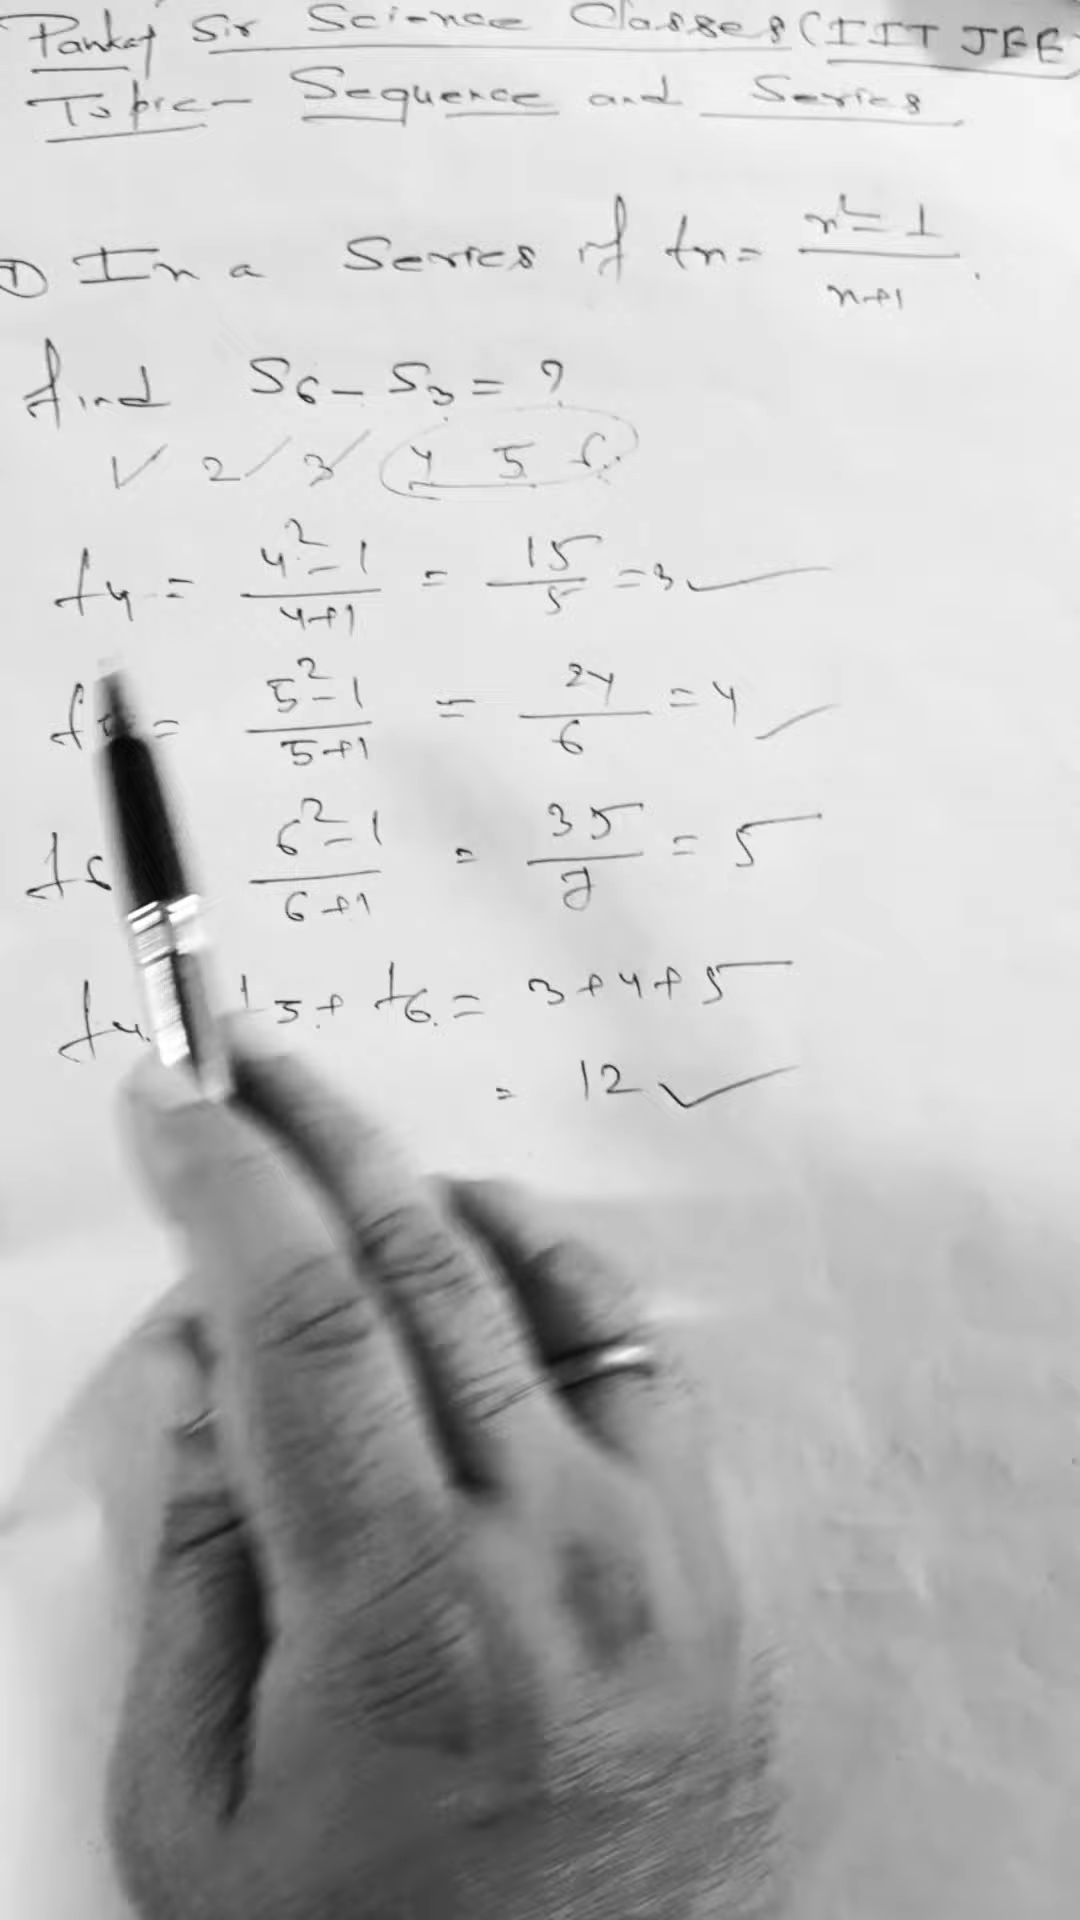 Pankaj Sir Science Classes (IIT JEE)
Topic - Sequence and Series
① In a Series if tn = n²-1/n+1.
find S6 - S3 = ?
1 2 3 4 5 6
t4 = 4²-1/4+1 = 15/5 = 3
= 5²-1/5+1 = 24/6 = 4
t6 6²-1/6+1 = 35/7 = 5
t4 t5 + t6 = 3+4+5
= 12